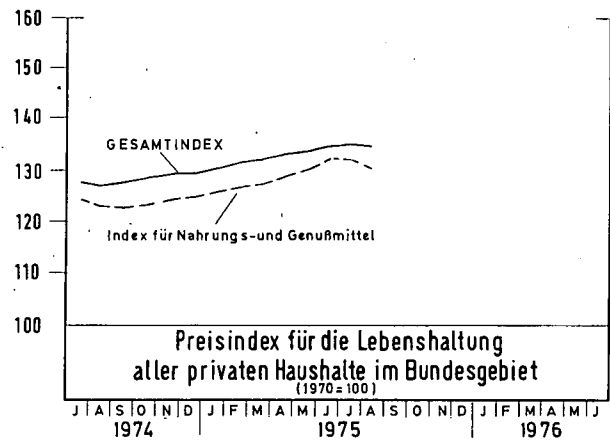 160
150
140
130
120
110
100
GESAMTINDEX
Index für Nahrungs-und Genußmittel
Preisindex für die Lebenshaltung
aller privaten Haushalte im Bundesgebiet
(1970=100)
J A S O N D J F M A M J J A S O N D J F M A M J
1974 1975 1976